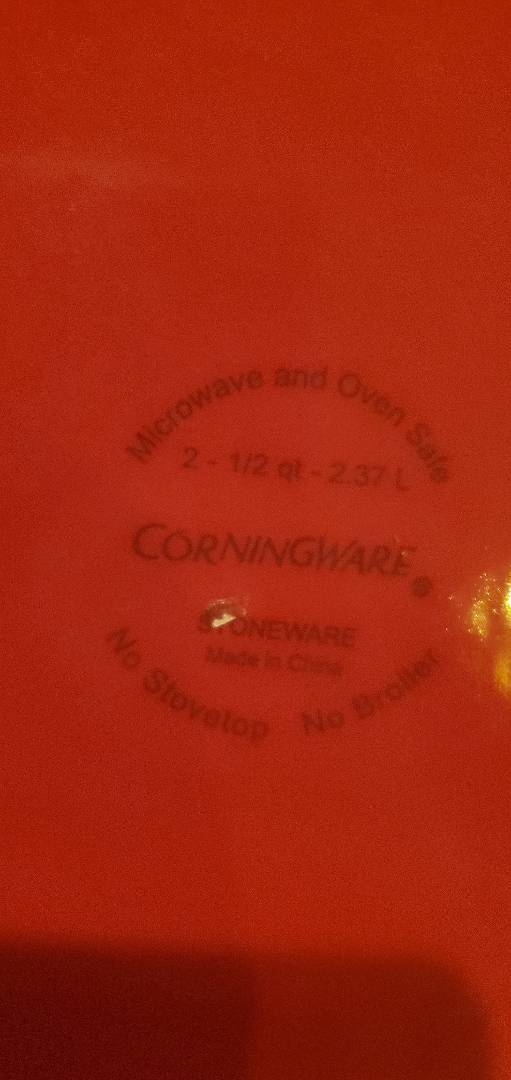 Microwave and Oven Safe
2 - 1/2 qt - 2.37 L
CORNINGWARE®
STONEWARE
Made in China
No Stovetop No Broiler